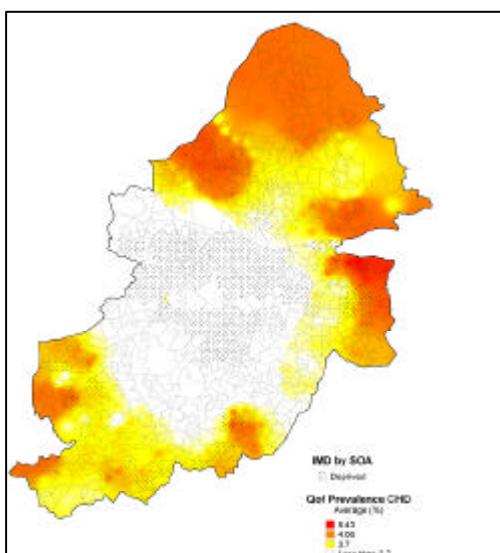 IMD by SOA
Deprived
Qof Prevalence CHD
Average (%)
4.06
3.7